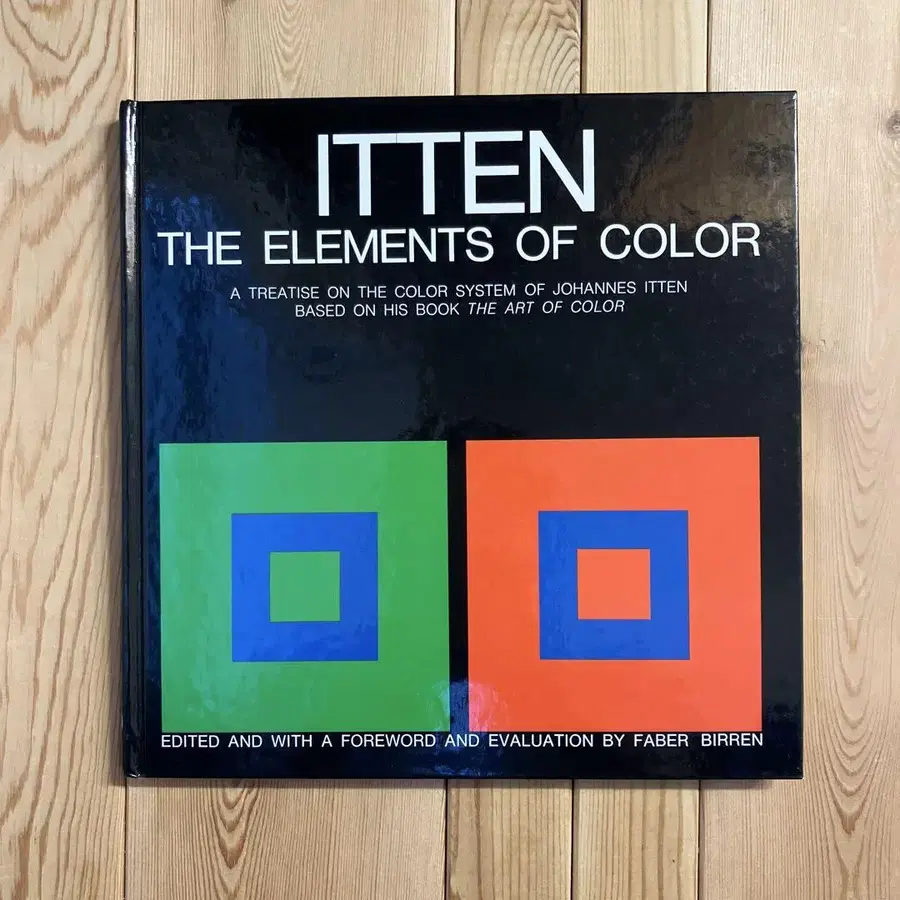 ITTEN
THE ELEMENTS OF COLOR
A TREATISE ON THE COLOR SYSTEM OF JOHANNES ITTEN
BASED ON HIS BOOK THE ART OF COLOR
EDITED AND WITH A FOREWORD AND EVALUATION BY FABER BIRREN